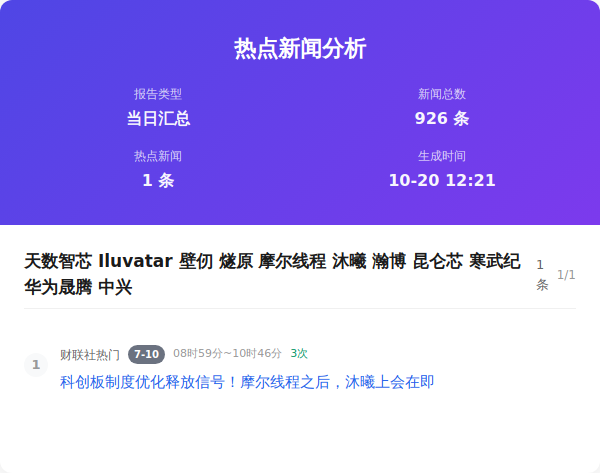 热点新闻分析
报告类型
新闻总数
当日汇总
926 条
热点新闻
生成时间
1 条
10-20 12:21
天数智芯 Iluvatar 壁仞 燧原 摩尔线程 沐曦 瀚博 昆仑芯 寒武纪
华为晟腾 中兴
1
条
1/1
1
财联社热门 7-10 08时59分~10时46分 3次
科创板制度优化释放信号！摩尔线程之后，沐曦上会在即